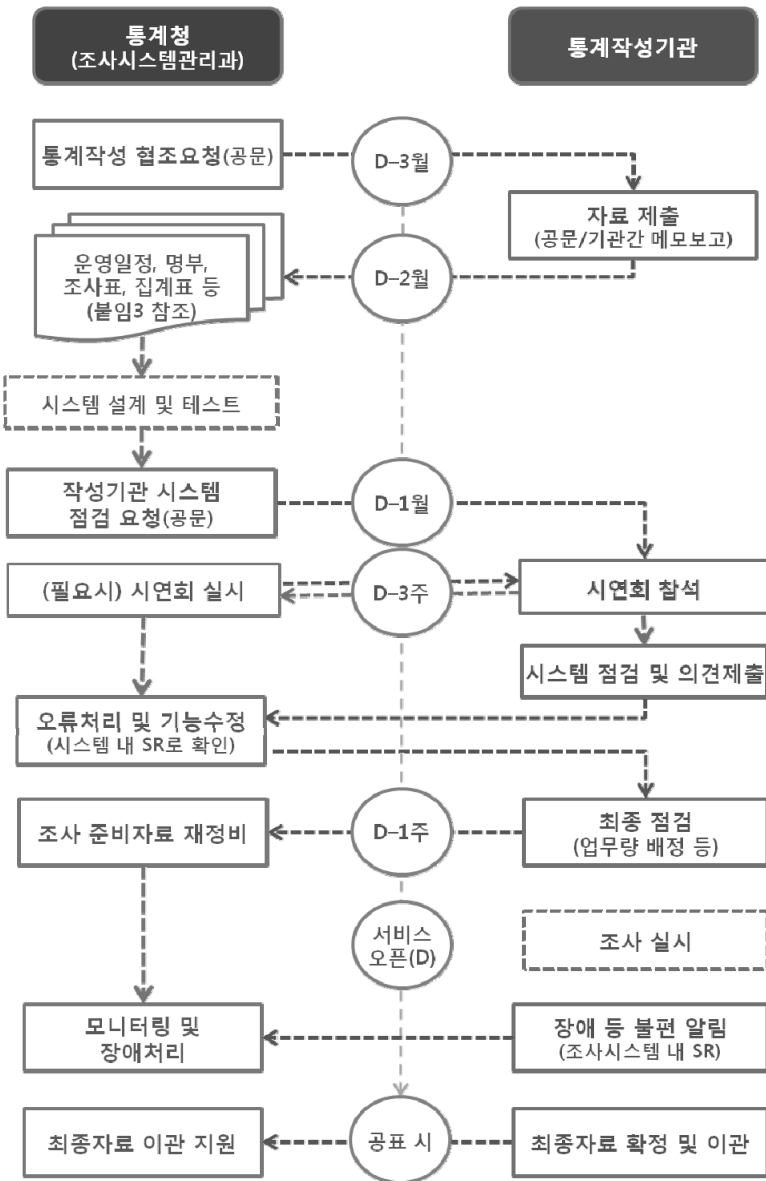 통계청
(조사시스템관리과)
통계작성기관
통계작성 협조요청(공문)
D-3월
자료 제출
(공문/기관간 메모보고)
운영일정, 명부,
조사표, 집계표 등
(붙임3 참조)
D-2월
시스템 설계 및 테스트
작성기관 시스템
점검 요청(공문)
D-1월
(필요시) 시연회 실시
D-3주
시연회 참석
시스템 점검 및 의견제출
오류처리 및 기능수정
(시스템 내 SR로 확인)
조사 준비자료 재정비
D-1주
최종 점검
(업무량 배정 등)
서비스
오픈(D)
조사 실시
모니터링 및
장애처리
장애 등 불편 알림
(조사시스템 내 SR)
최종자료 이관 지원
공표 시
최종자료 확정 및 이관